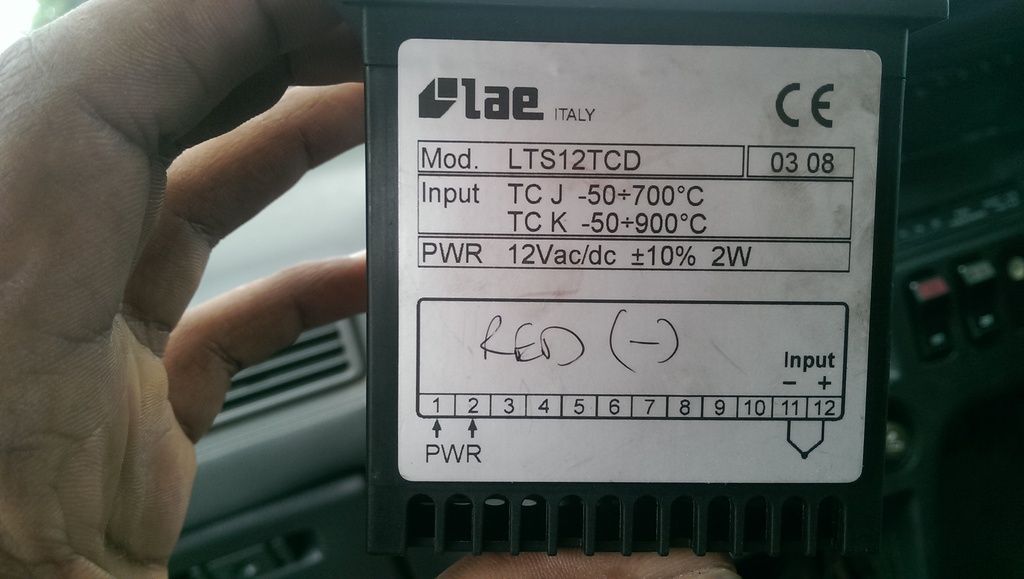 lae ITALY
CE
Mod. LTS12TCD 03 08
Input TC J -50÷700°C
TC K -50÷900°C
PWR 12Vac/dc ±10% 2W
RED (-)
Input
- +
1 2 3 4 5 6 7 8 9 10 11 12
PWR